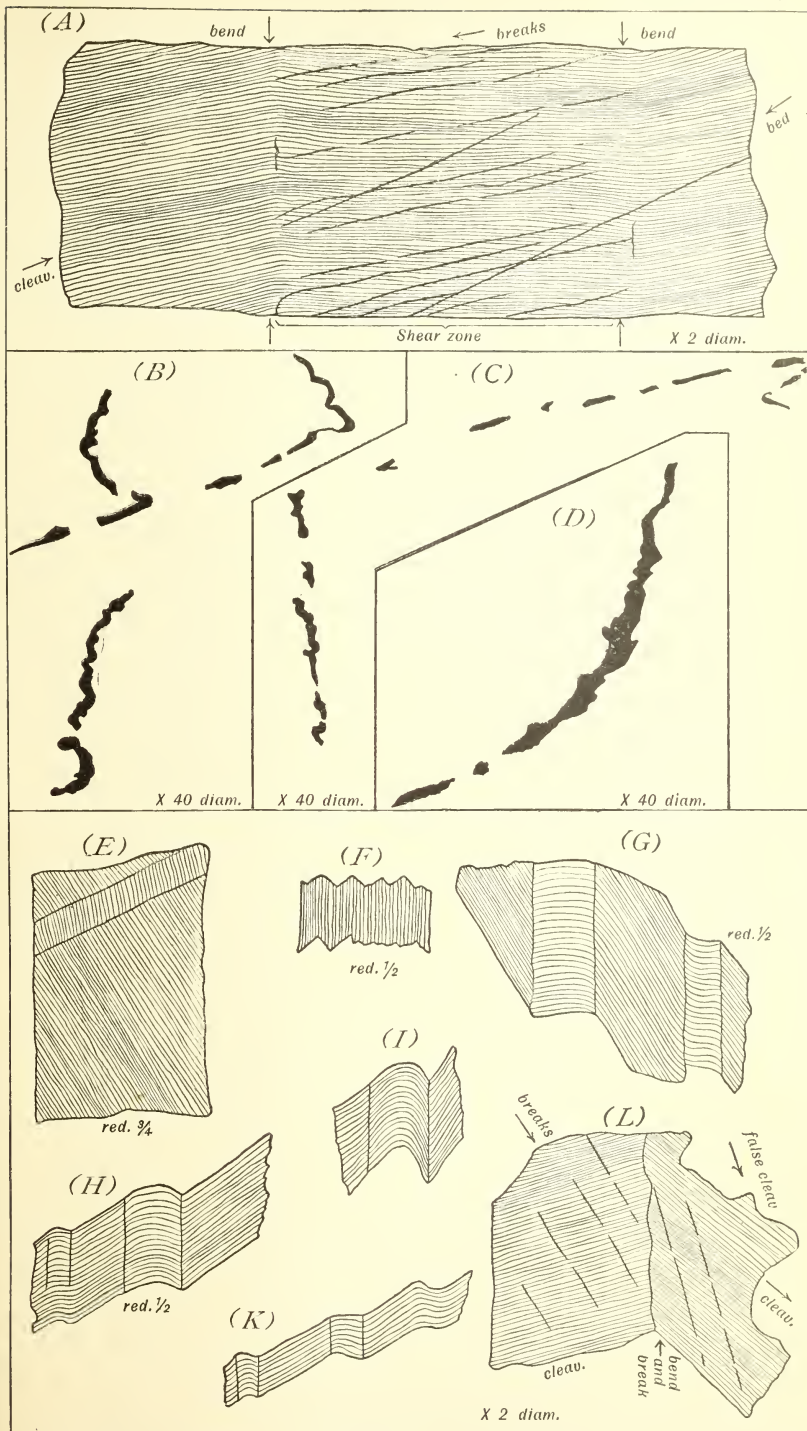 (A)
bend
breaks
bend
bed
cleav.
Shear zone
X 2 diam.
(B)
(C)
(D)
X 40 diam.
X 40 diam.
X 40 diam.
(E)
(F)
(G)
red. ½
red. ½
(I)
red. ¾
(L)
breaks
false cleav
(H)
red. ½
cleav.
(K)
cleav.
bend
and
break
X 2 diam.